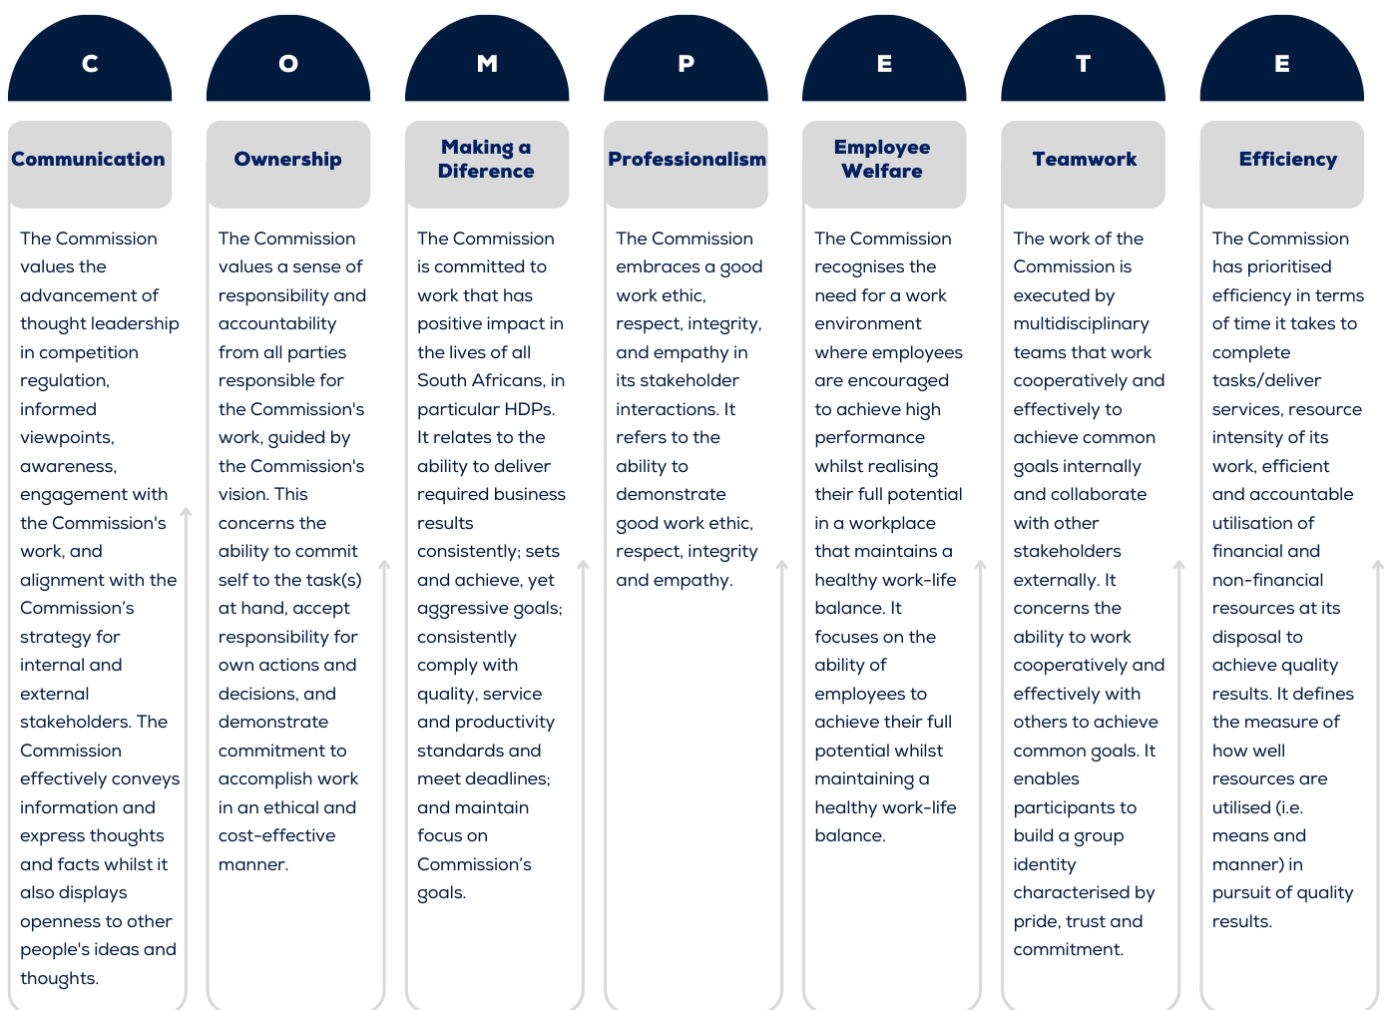 C
Communication
The Commission
values the
advancement of
thought leadership
in competition
regulation,
informed
viewpoints,
awareness,
engagement with
the Commission's
work, and
alignment with the
Commission's
strategy for
internal and
external
stakeholders. The
Commission
effectively conveys
information and
express thoughts
and facts whilst it
also displays
openness to other
people's ideas and
thoughts.
O
Ownership
The Commission
values a sense of
responsibility and
accountability
from all parties
responsible for
the Commission's
work, guided by
the Commission's
vision. This
concerns the
ability to commit
self to the task(s)
at hand, accept
responsibility for
own actions and
decisions, and
demonstrate
commitment to
accomplish work
in an ethical and
cost-effective
manner.
M
Making a
Diference
The Commission
is committed to
work that has
positive impact in
the lives of all
South Africans, in
particular HDPs.
It relates to the
ability to deliver
required business
results
consistently; sets
and achieve, yet
aggressive goals;
consistently
comply with
quality, service
and productivity
standards and
meet deadlines;
and maintain
focus on
Commission's
goals.
P
Professionalism
The Commission
embraces a good
work ethic,
respect, integrity,
and empathy in
its stakeholder
interactions. It
refers to the
ability to
demonstrate
good work ethic,
respect, integrity
and empathy.
E
Employee
Welfare
The Commission
recognises the
need for a work
environment
where employees
are encouraged
to achieve high
performance
whilst realising
their full potential
in a workplace
that maintains a
healthy work-life
balance. It
focuses on the
ability of
employees to
achieve their full
potential whilst
maintaining a
healthy work-life
balance.
T
Teamwork
The work of the
Commission is
executed by
multidisciplinary
teams that work
cooperatively and
effectively to
achieve common
goals internally
and collaborate
with other
stakeholders
externally. It
concerns the
ability to work
cooperatively and
effectively with
others to achieve
common goals. It
enables
participants to
build a group
identity
characterised by
pride, trust and
commitment.
E
Efficiency
The Commission
has prioritised
efficiency in terms
of time it takes to
complete
tasks/deliver
services, resource
intensity of its
work, efficient
and accountable
utilisation of
financial and
non-financial
resources at its
disposal to
achieve quality
results. It defines
the measure of
how well
resources are
utilised (i.e.
means and
manner) in
pursuit of quality
results.